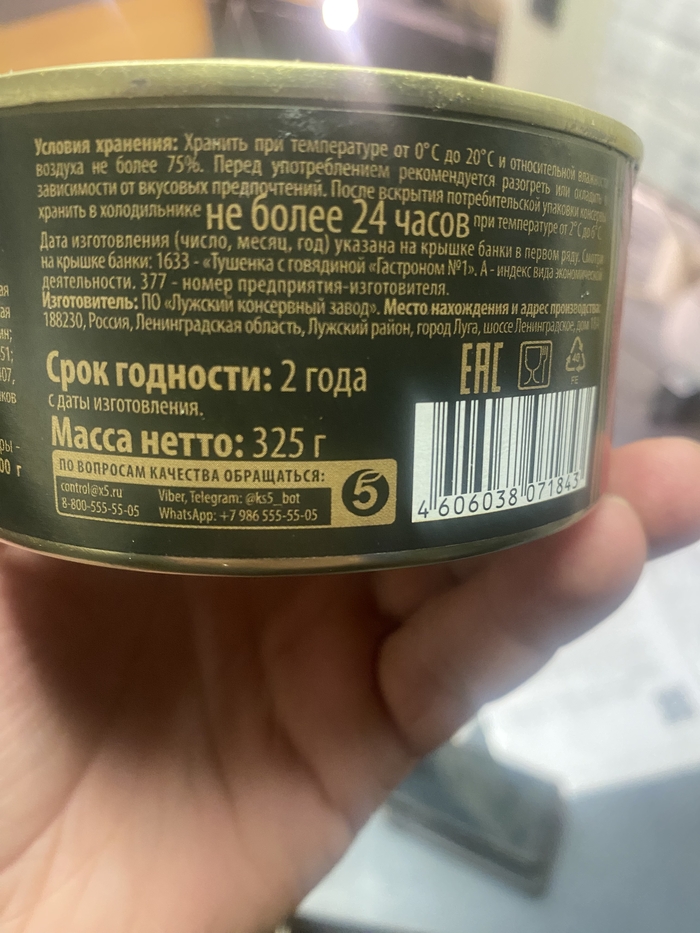 Условия хранения: Хранить при температуре от 0°С до 20°С и относительной
воздуха не более 75%. Перед употреблением рекомендуется разогреть или охладить в
зависимости от вкусовых предпочтений. После вскрытия потребительской упаковки консервы
хранить в холодильнике не более 24 часов при температуре от 2°С до 6°С.
Дата изготовления (число, месяц, год) указана на крышке банки в первом ряду. Смотри
на крышке банки: 1633 - «Тушенка с говядиной «Гастроном №1». А - индекс вида экономической
деятельности. 377 - номер предприятия-изготовителя.
Изготовитель: ПО «Лужский консервный завод». Место нахождения и адрес производства:
188230, Россия, Ленинградская область, Лужский район, город Луга, шоссе Ленинградское, дом
Срок годности: 2 года
с даты изготовления.
EAC
40
FE
Масса нетто: 325 г
ПО ВОПРОСАМ КАЧЕСТВА ОБРАЩАТЬСЯ:
control@x5.ru
8-800-555-55-05
Viber, Telegram: @ks5_bot
WhatsApp: +7 986 555-55-05
5
4 606038 071843